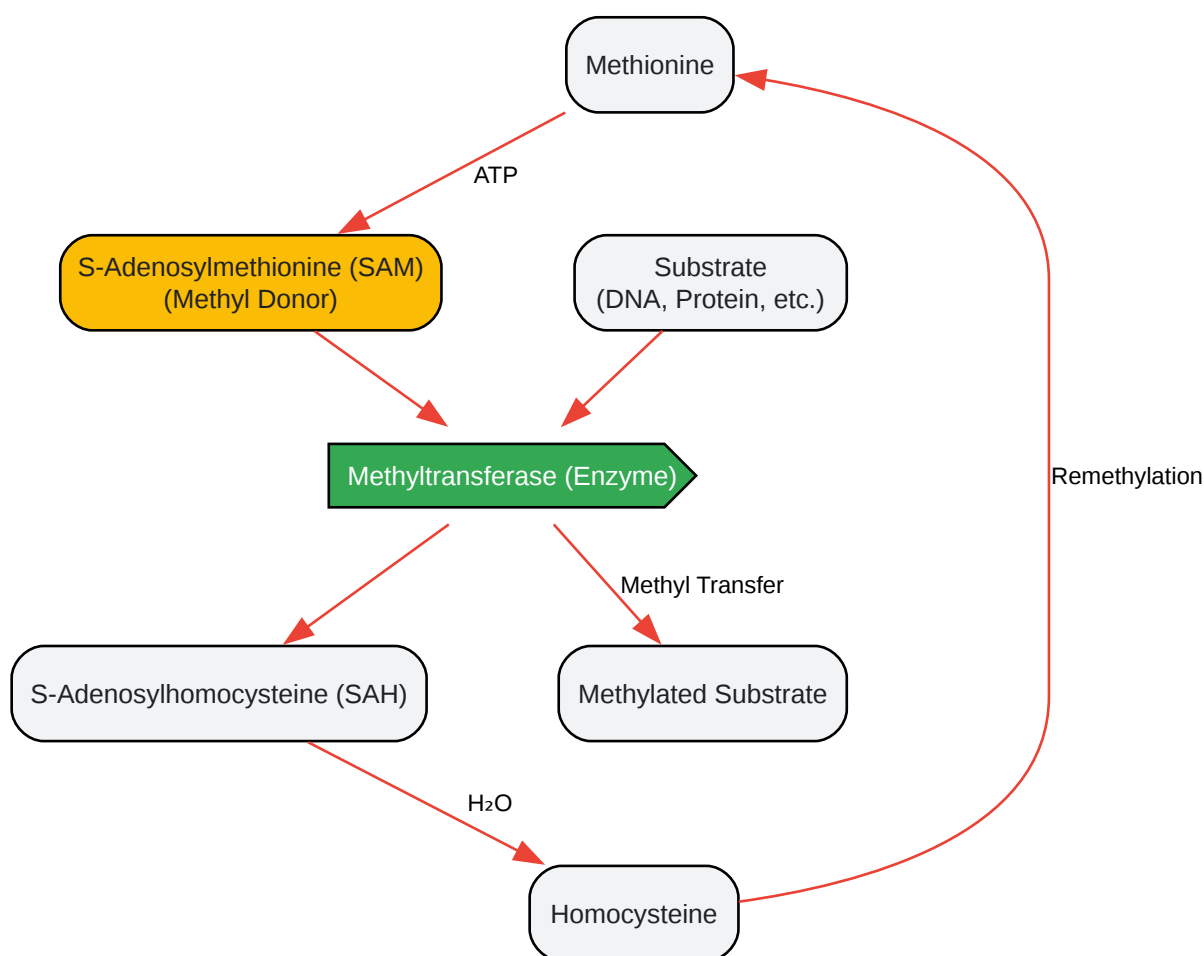 Methionine
ATP
S-Adenosylmethionine (SAM)
(Methyl Donor)
Substrate
(DNA, Protein, etc.)
Methyltransferase (Enzyme)
Remethylation
Methyl Transfer
S-Adenosylhomocysteine (SAH)
Methylated Substrate
H₂O
Homocysteine